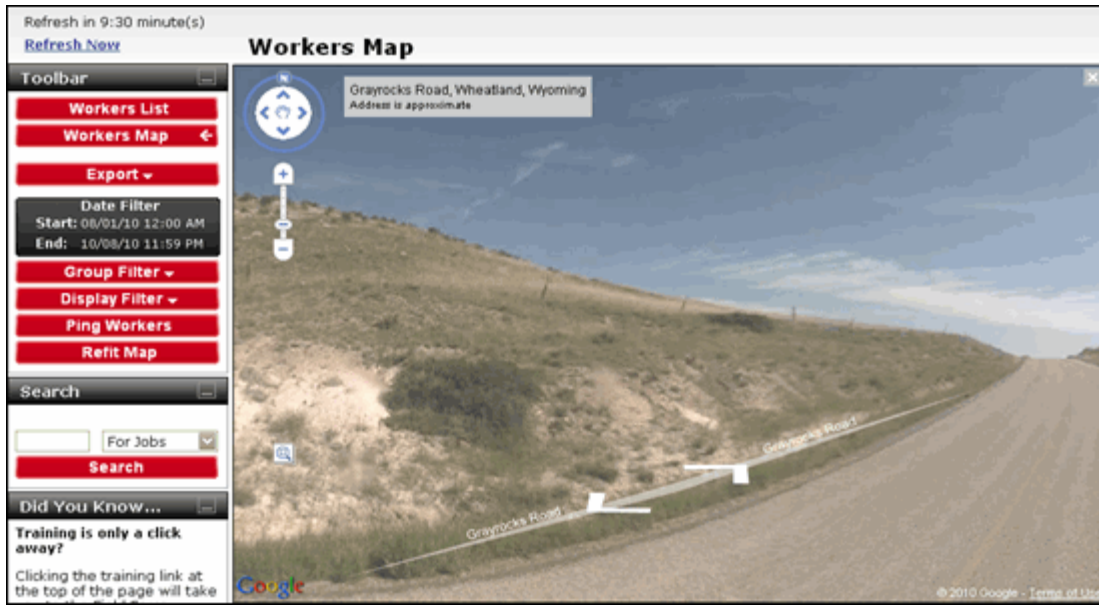 Refresh in 9:30 minute(s)
Refresh Now
Workers Map
Toolbar
Workers List
Workers Map
Export
Date Filter
Start: 08/01/10 12:00 AM
End: 10/08/10 11:59 PM
Group Filter
Display Filter
Ping Workers
Refit Map
Search
For Jobs
Search
Did You Know...
Training is only a click
away?
Clicking the training link at
the top of the page will take
N
Grayrocks Road, Wheatland, Wyoming
Address is approximate
Grayrocks Road
Grayrocks Road
Google
© 2010 Google - Terms of Use